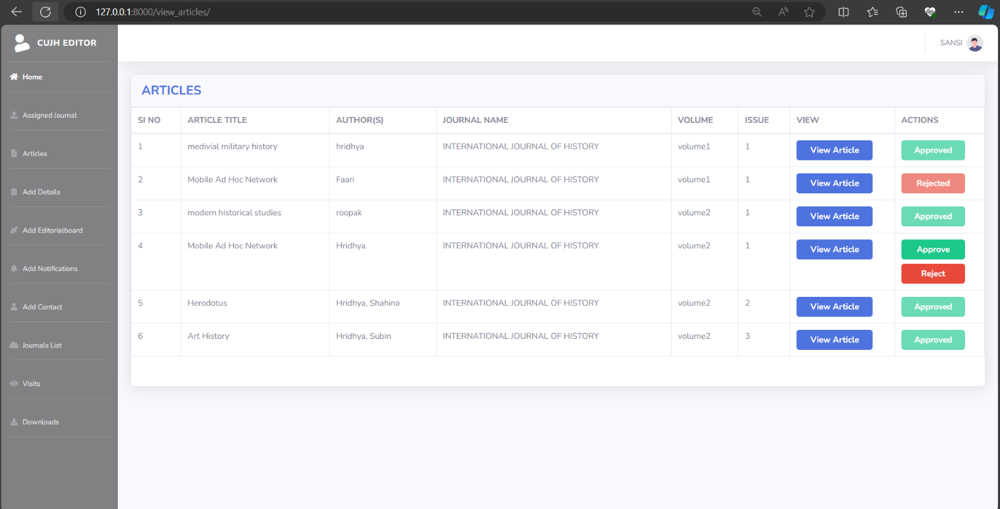 127.0.0.1:8000/view_articles/
CUJH EDITOR
SANSI
Home
Assigned Journal
Articles
Add Details
Add Editorialboard
Add Notifications
Add Contact
Journals List
Visits
Downloads
ARTICLES
SI NO ARTICLE TITLE AUTHOR(S) JOURNAL NAME VOLUME ISSUE VIEW ACTIONS
1 medivial military history hridhya INTERNATIONAL JOURNAL OF HISTORY volume1 1 View Article Approved
2 Mobile Ad Hoc Network Faari INTERNATIONAL JOURNAL OF HISTORY volume1 1 View Article Rejected
3 modern historical studies roopak INTERNATIONAL JOURNAL OF HISTORY volume2 1 View Article Approved
4 Mobile Ad Hoc Network Hridhya INTERNATIONAL JOURNAL OF HISTORY volume2 1 View Article Approve
Reject
5 Herodotus Hridhya, Shahina INTERNATIONAL JOURNAL OF HISTORY volume2 2 View Article Approved
6 Art History Hridhya, Subin INTERNATIONAL JOURNAL OF HISTORY volume2 3 View Article Approved